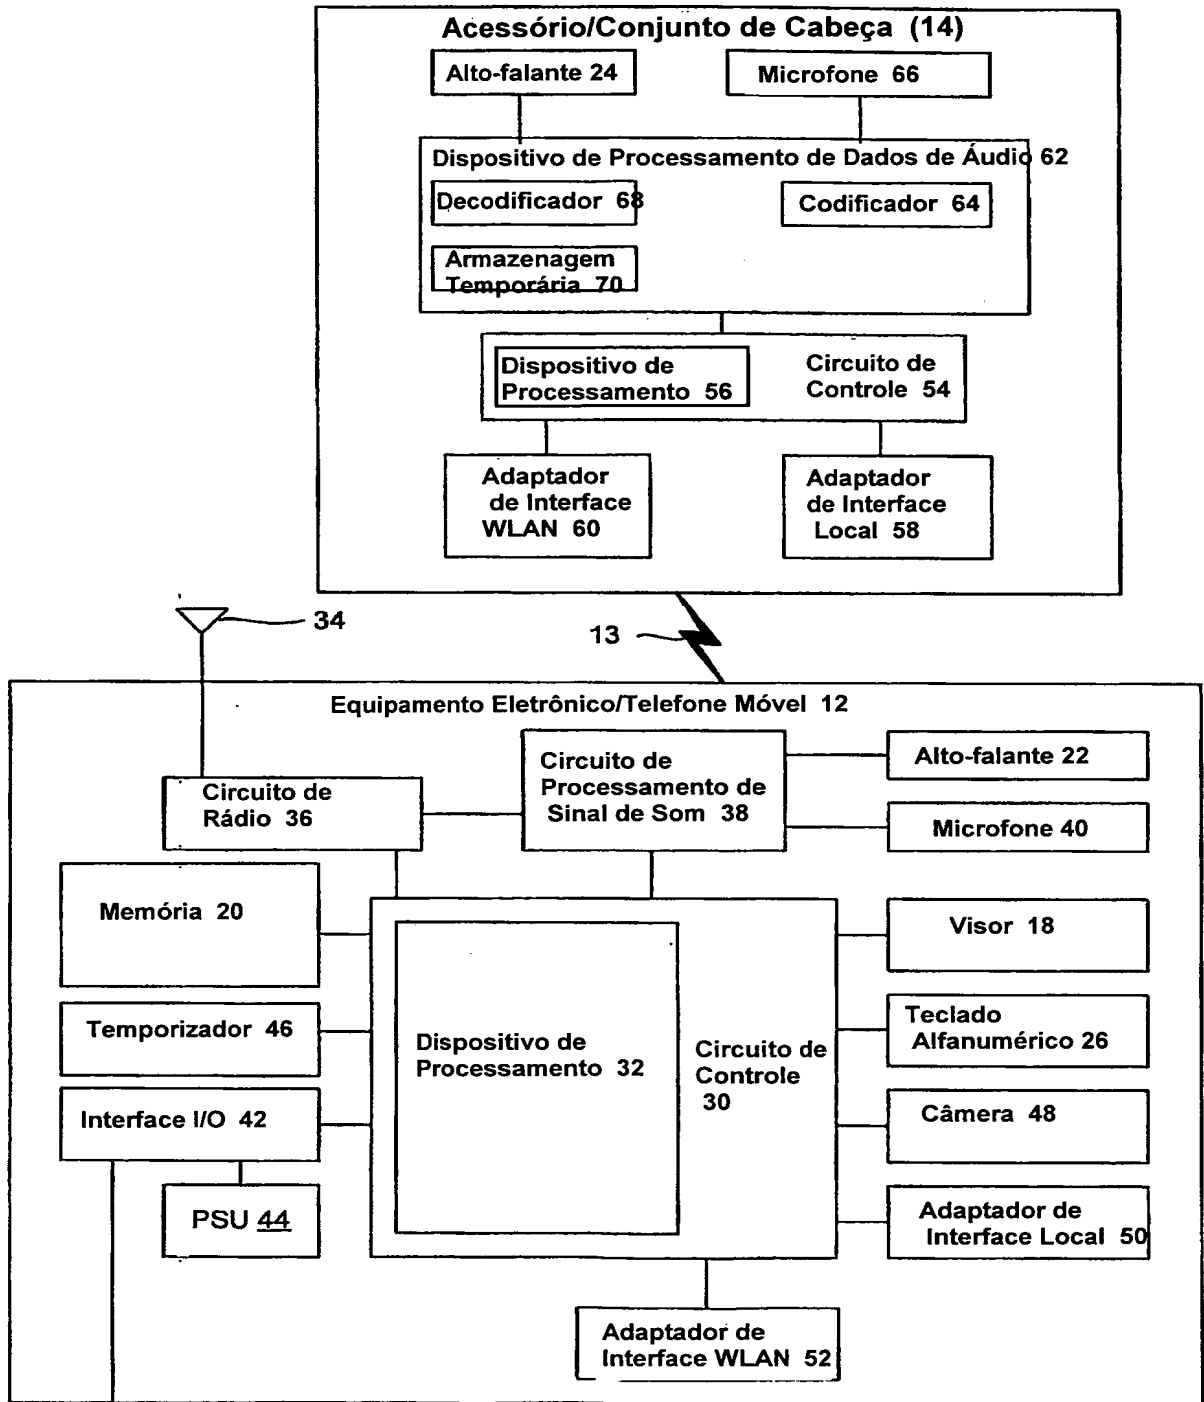 Acessório/Conjunto de Cabeça (14)
Alto-falante 24
Microfone 66
Dispositivo de Processamento de Dados de Áudio 62
Decodificador 68
Codificador 64
Armazenagem
Temporária 70
Dispositivo de
Processamento 56
Circuito de
Controle 54
Adaptador
de Interface
WLAN 60
Adaptador
de Interface
Local 58
34
13
Equipamento Eletrônico/Telefone Móvel 12
Circuito de
Rádio 36
Circuito de
Processamento de
Sinal de Som 38
Alto-falante 22
Microfone 40
Memória 20
Visor 18
Temporizador 46
Teclado
Alfanumérico 26
Dispositivo de
Processamento 32
Circuito de
Controle
30
Interface I/O 42
Câmera 48
PSU 44
Adaptador de
Interface Local 50
Adaptador de
Interface WLAN 52